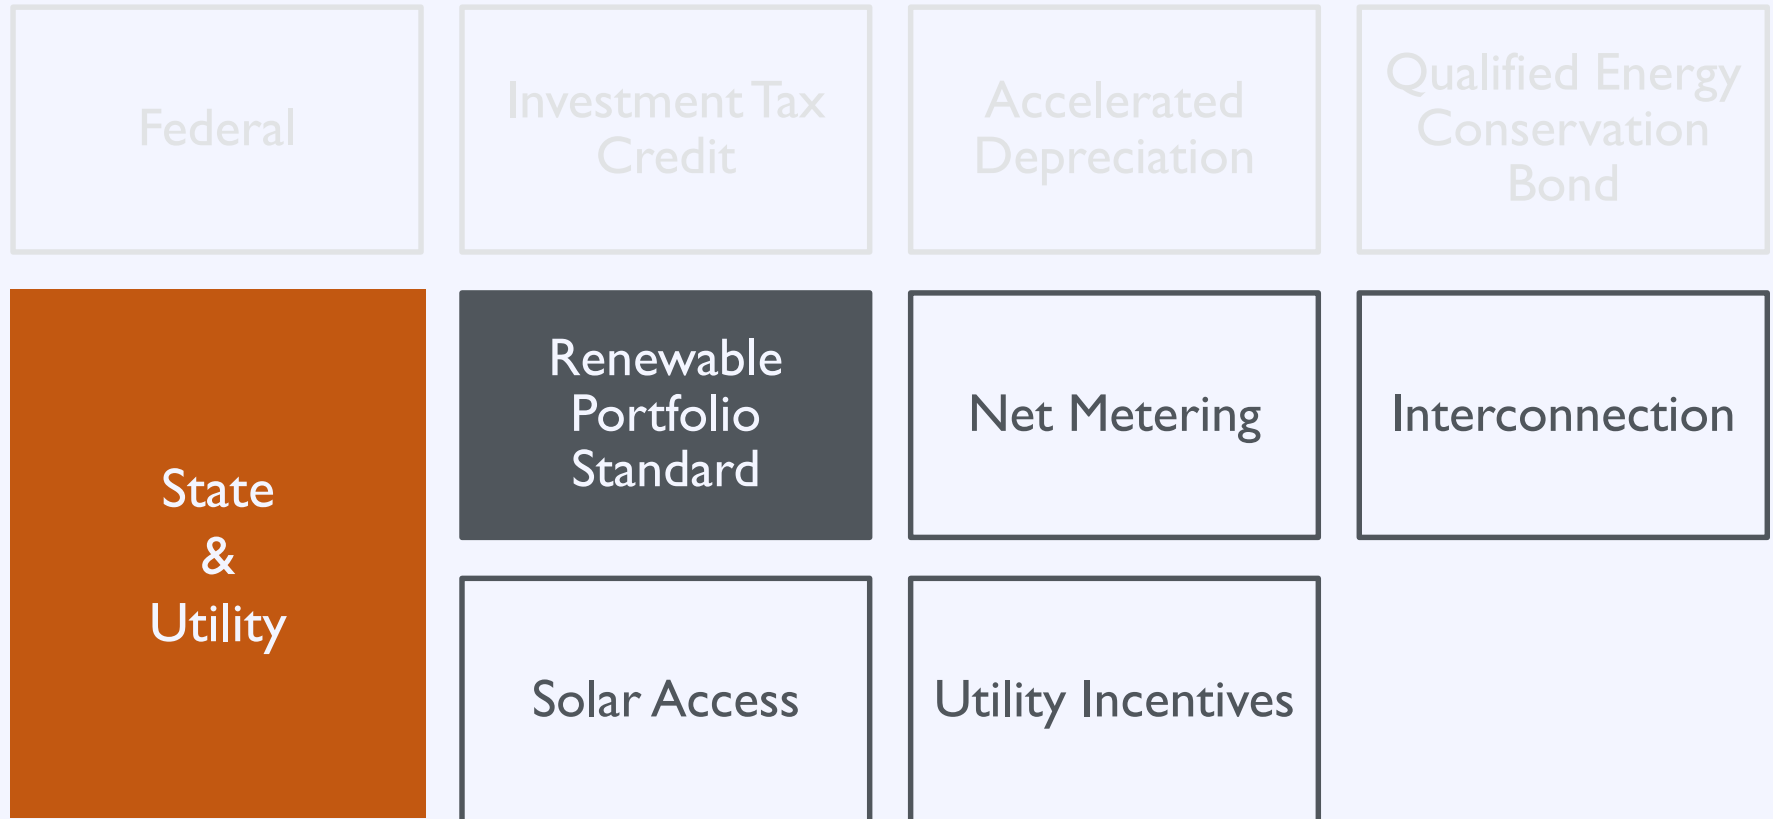 Federal
Investment Tax
Credit
Accelerated
Depreciation
Qualified Energy
Conservation
Bond
State
&
Utility
Renewable
Portfolio
Standard
Net Metering
Interconnection
Solar Access
Utility Incentives